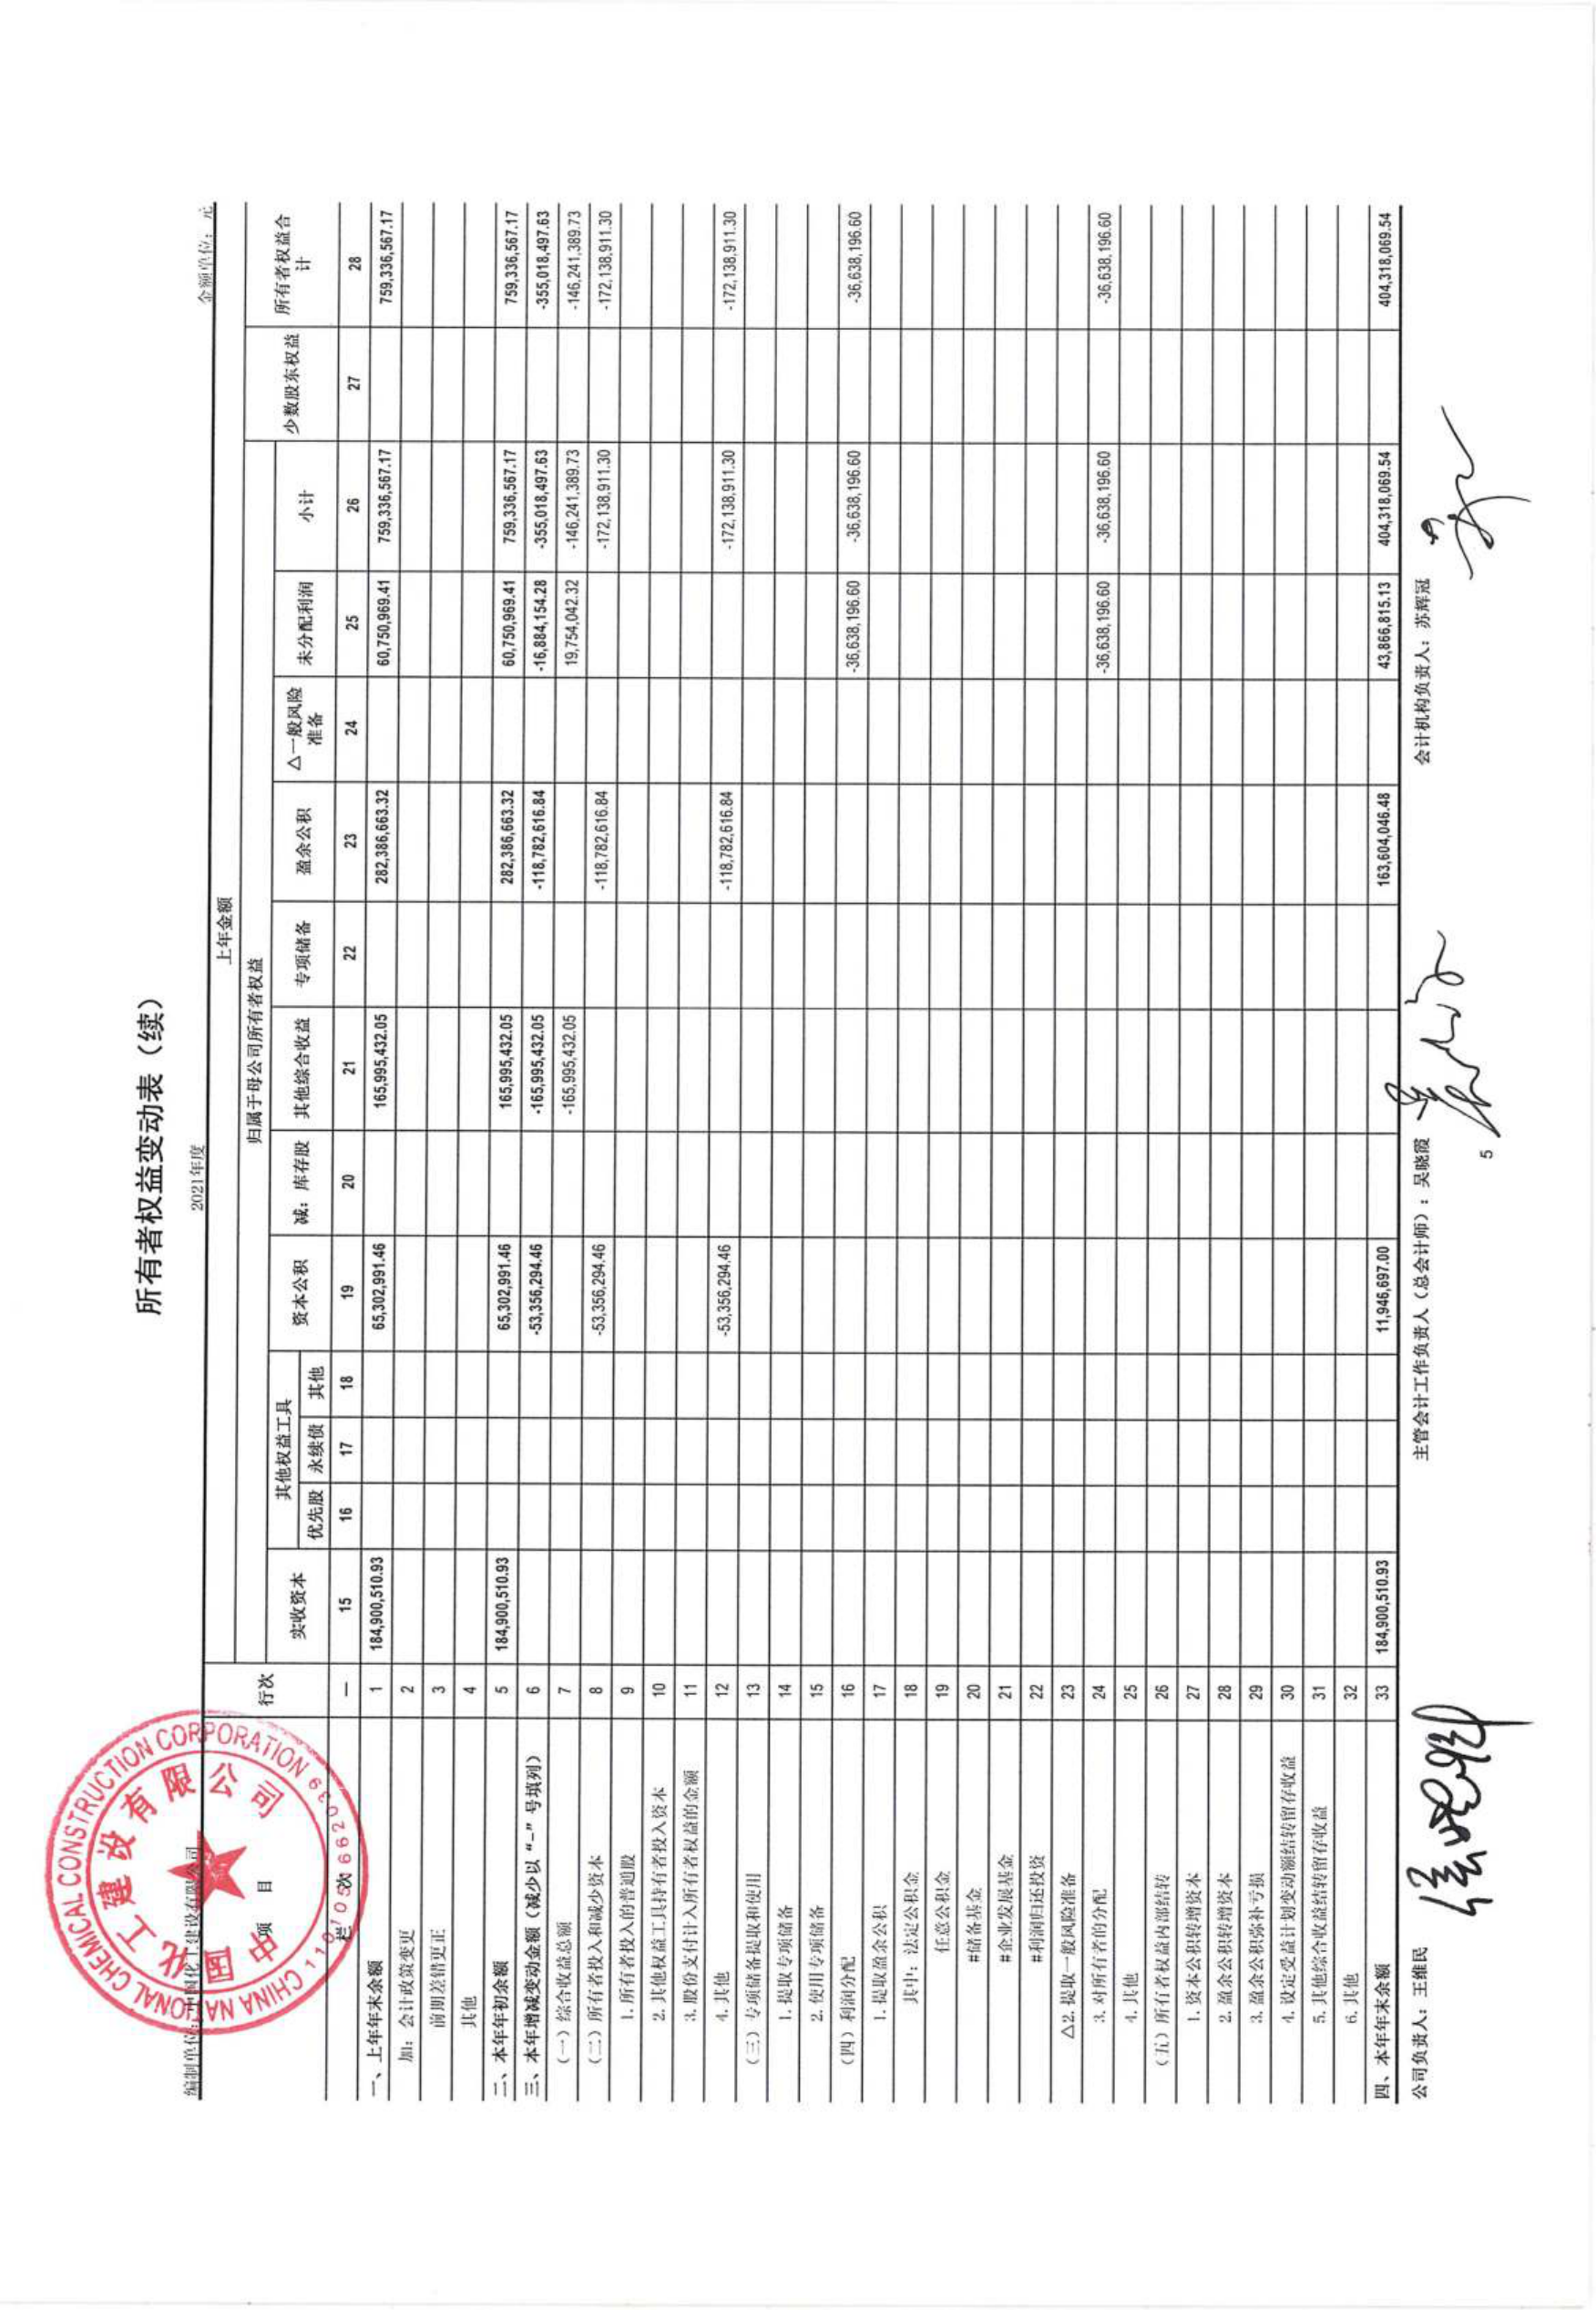 所有者权益变动表（续）
2021年度
编制单位：中国化工建设有限公司 金额单位：元
CHINA NATIONAL CHEMICAL CONSTRUCTION CORPORATION
中国化工建设有限公司
项 目 行次 上年金额
归属于母公司所有者权益 少数股东权益 所有者权益合计
实收资本 其他权益工具 资本公积 减：库存股 其他综合收益 专项储备 盈余公积 △一般风险准备 未分配利润 小计
优先股 永续债 其他
栏 次 — 15 16 17 18 19 20 21 22 23 24 25 26 27 28
一、上年年末余额 1 184,900,510.93 65,302,991.46 165,995,432.05 282,386,663.32 60,750,969.41 759,336,567.17 759,336,567.17
加：会计政策变更 2
前期差错更正 3
其他 4
二、本年年初余额 5 184,900,510.93 65,302,991.46 165,995,432.05 282,386,663.32 60,750,969.41 759,336,567.17 759,336,567.17
三、本年增减变动金额（减少以“-”号填列） 6 -53,356,294.46 -165,995,432.05 -118,782,616.84 -16,884,154.28 -355,018,497.63 -355,018,497.63
（一）综合收益总额 7 -165,995,432.05 19,754,042.32 -146,241,389.73 -146,241,389.73
（二）所有者投入和减少资本 8 -53,356,294.46 -118,782,616.84 -172,138,911.30 -172,138,911.30
1. 所有者投入的普通股 9
2. 其他权益工具持有者投入资本 10
3. 股份支付计入所有者权益的金额 11
4. 其他 12 -53,356,294.46 -118,782,616.84 -172,138,911.30 -172,138,911.30
（三）专项储备提取和使用 13
1. 提取专项储备 14
2. 使用专项储备 15
（四）利润分配 16 -36,638,196.60 -36,638,196.60 -36,638,196.60
1. 提取盈余公积 17
其中：法定公积金 18
任意公积金 19
#储备基金 20
#企业发展基金 21
#利润归还投资 22
△2. 提取一般风险准备 23
3. 对所有者的分配 24 -36,638,196.60 -36,638,196.60 -36,638,196.60
4. 其他 25
（五）所有者权益内部结转 26
1. 资本公积转增资本 27
2. 盈余公积转增资本 28
3. 盈余公积弥补亏损 29
4. 设定受益计划变动额结转留存收益 30
5. 其他综合收益结转留存收益 31
6. 其他 32
四、本年年末余额 33 184,900,510.93 11,946,697.00 163,604,046.48 43,866,815.13 404,318,069.54 404,318,069.54
公司负责人：王维民 主管会计工作负责人（总会计师）：吴晓霞 会计机构负责人：苏辉冠
5